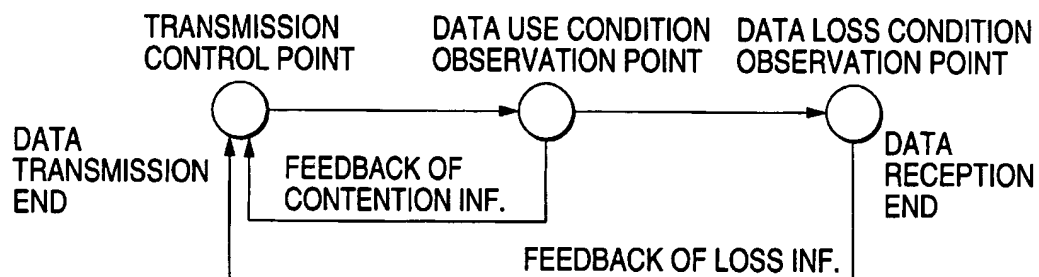 TRANSMISSION
CONTROL POINT
DATA USE CONDITION
OBSERVATION POINT
DATA LOSS CONDITION
OBSERVATION POINT
DATA
TRANSMISSION
END
FEEDBACK OF
CONTENTION INF.
DATA
RECEPTION
END
FEEDBACK OF LOSS INF.